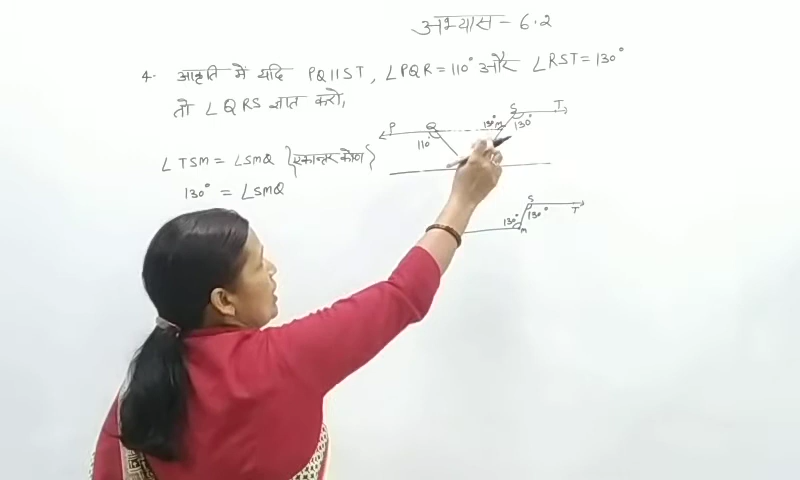 अभ्यास - 6.2
4. आकृति में यदि PQ||ST, ∠PQR = 110° और ∠RST = 130°
तो ∠QRS ज्ञात करो,
P Q 130° M S T
110° 130°
∠TSM = ∠SMQ {एकान्तर कोण}
130° = ∠SMQ
S T
130° 130°
M